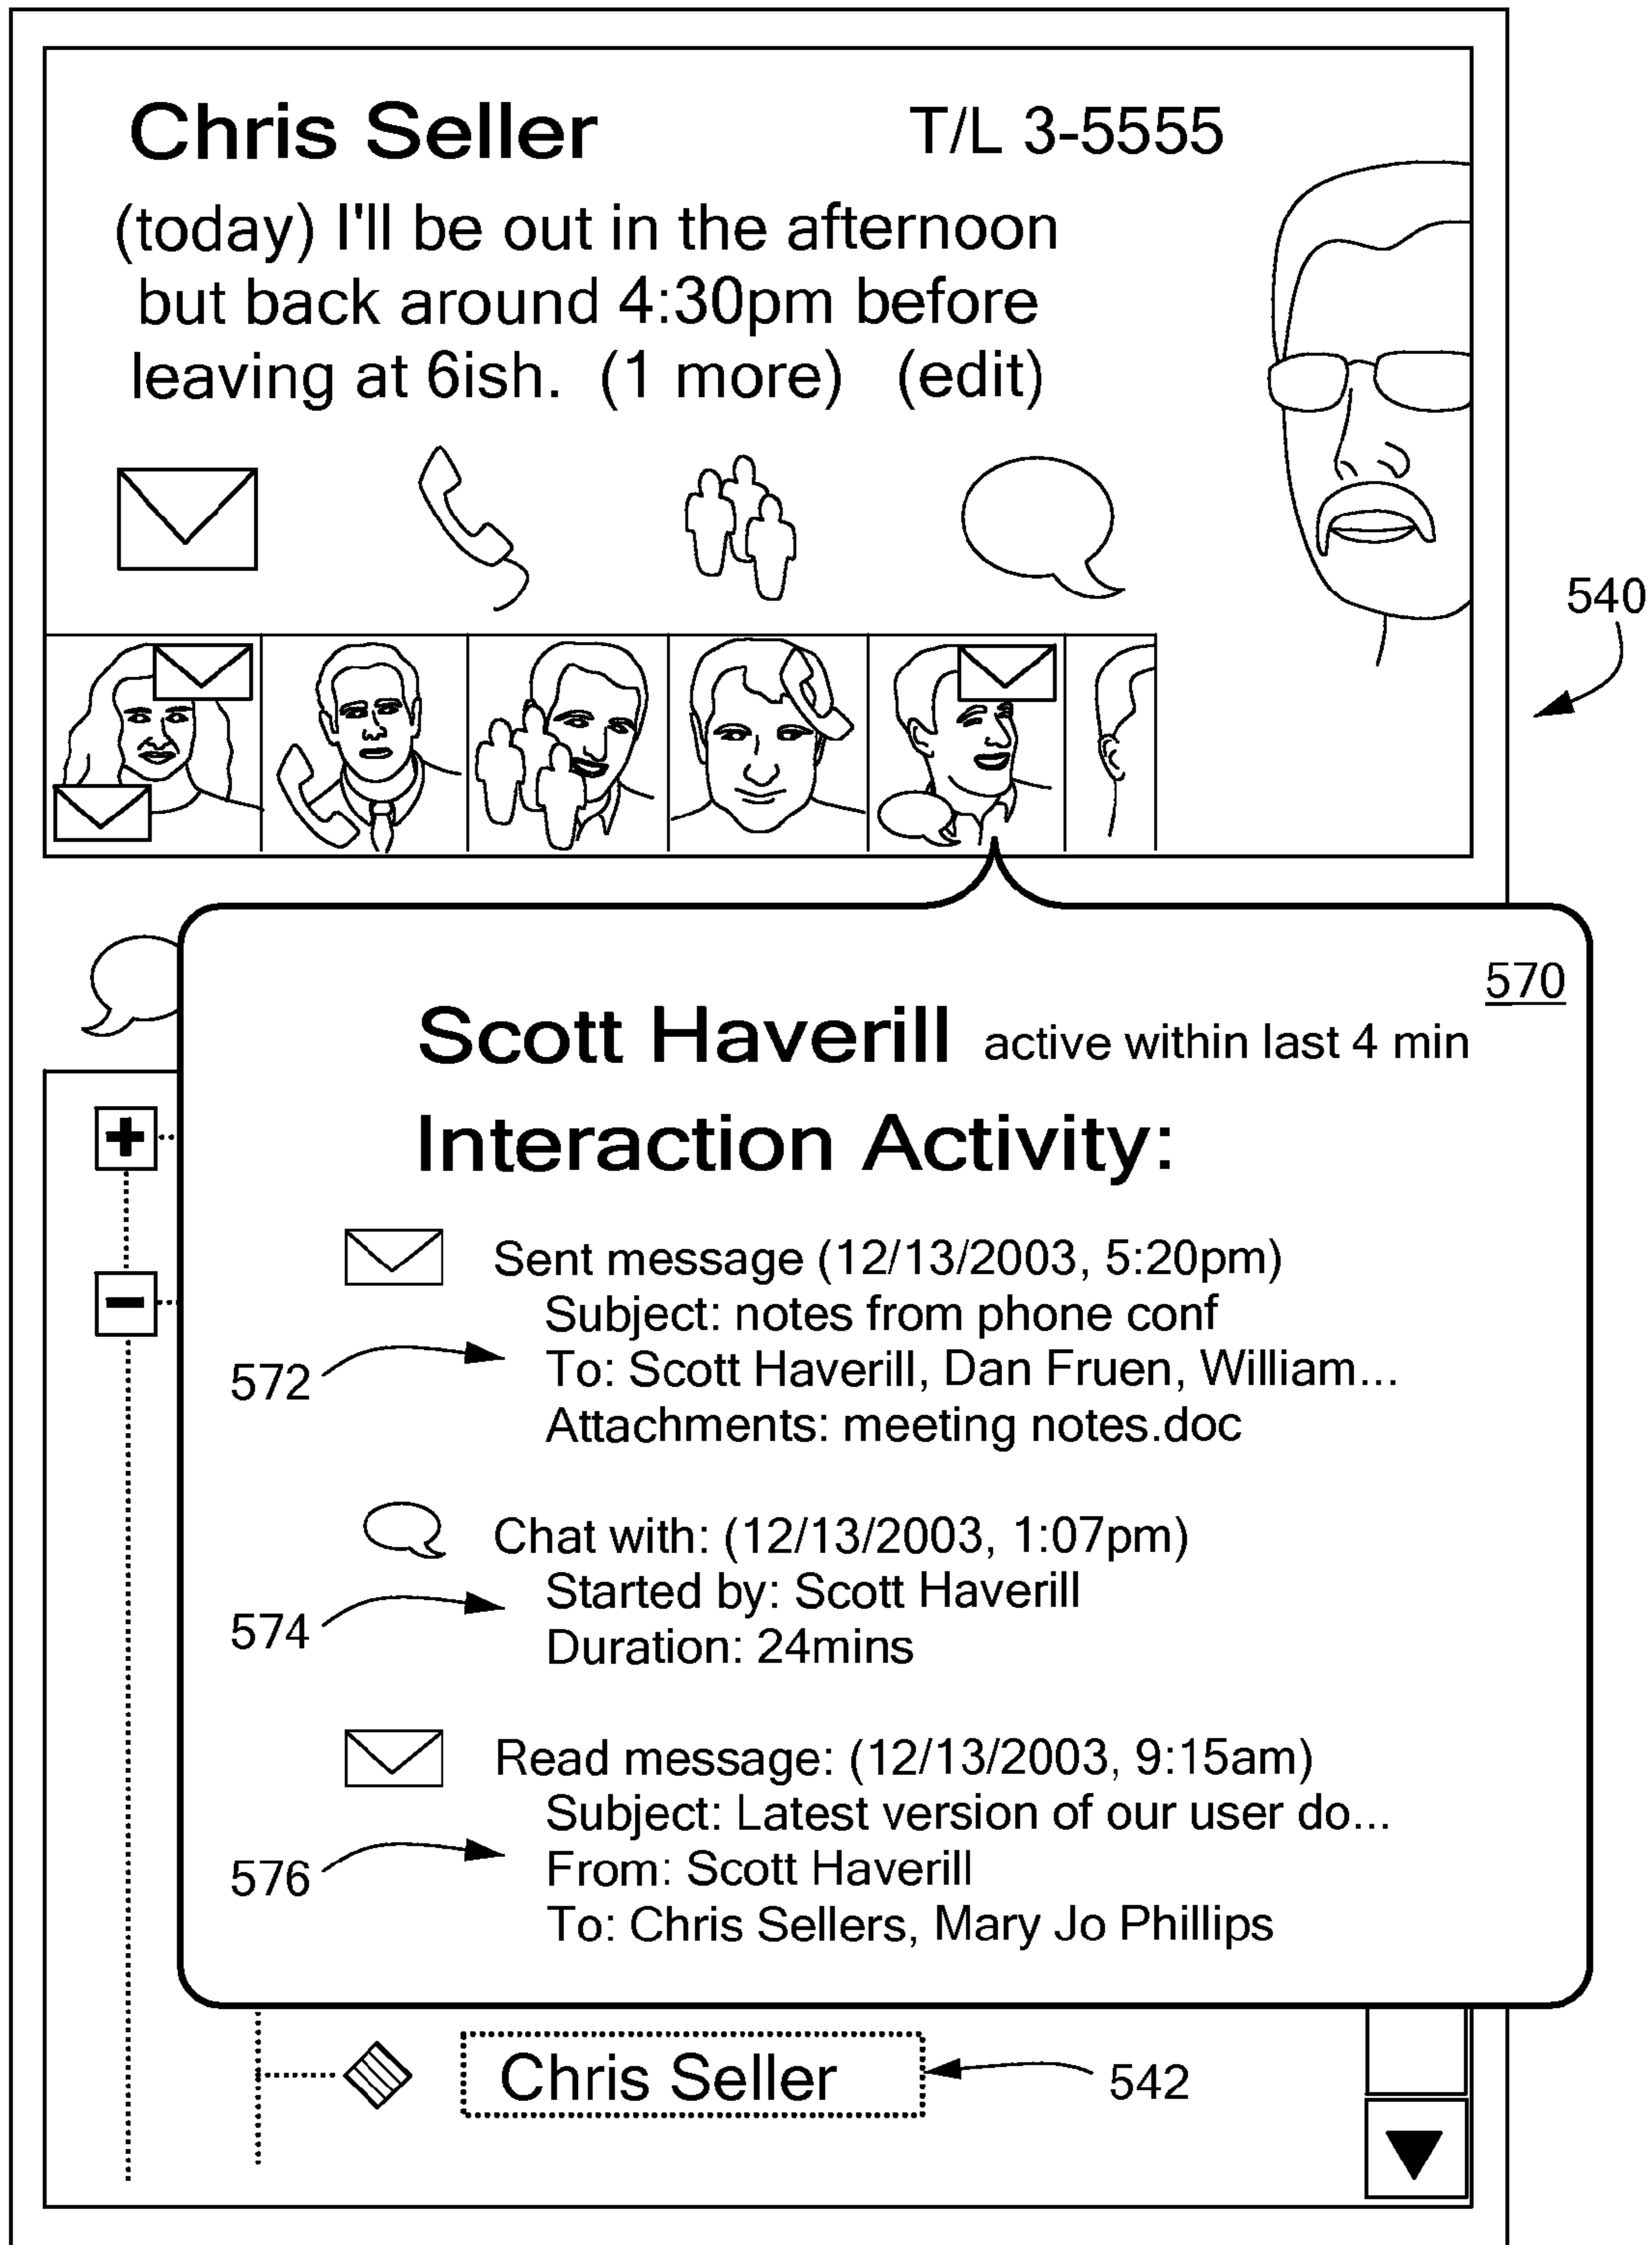 Chris Seller T/L 3-5555
(today) I'll be out in the afternoon
but back around 4:30pm before
leaving at 6ish. (1 more) (edit)
540
570
Scott Haverill active within last 4 min
Interaction Activity:
Sent message (12/13/2003, 5:20pm)
Subject: notes from phone conf
572 To: Scott Haverill, Dan Fruen, William...
Attachments: meeting notes.doc
Chat with: (12/13/2003, 1:07pm)
Started by: Scott Haverill
574 Duration: 24mins
Read message: (12/13/2003, 9:15am)
Subject: Latest version of our user do...
576 From: Scott Haverill
To: Chris Sellers, Mary Jo Phillips
Chris Seller 542